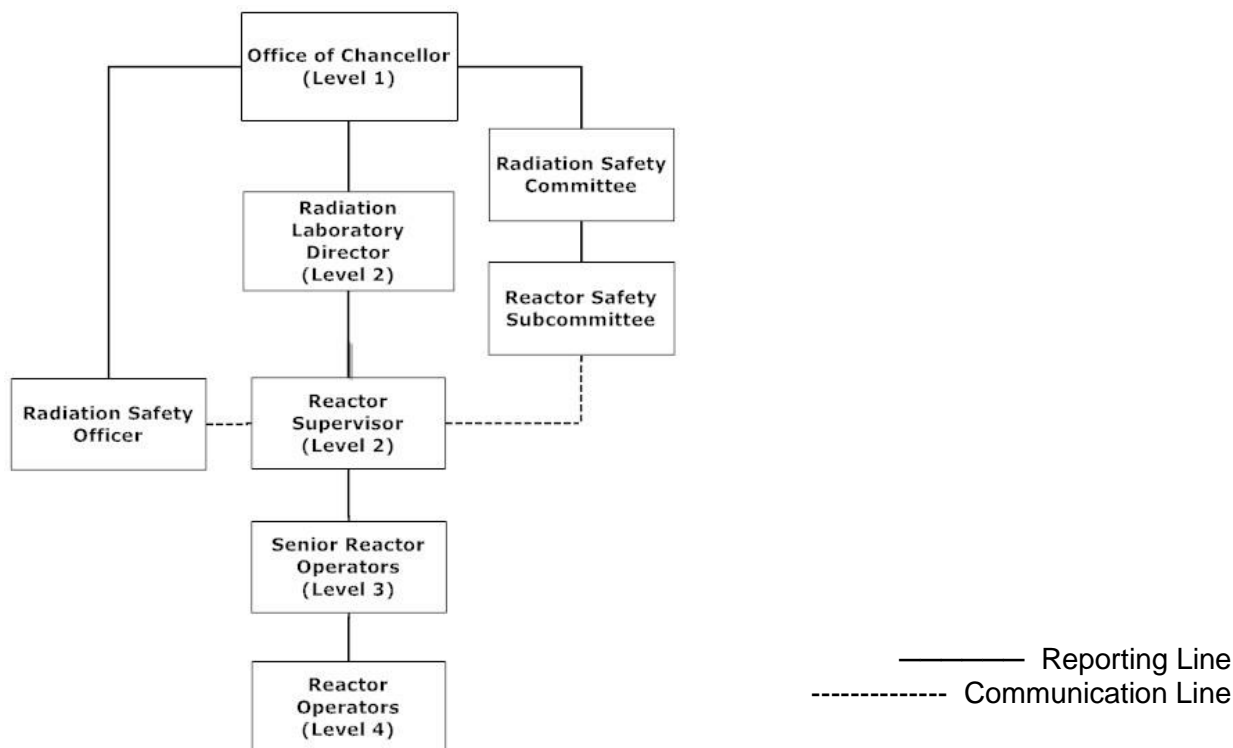 Office of Chancellor
(Level 1)
Radiation Safety
Committee
Radiation
Laboratory
Director
(Level 2)
Reactor Safety
Subcommittee
Radiation Safety
Officer
Reactor
Supervisor
(Level 2)
Senior Reactor
Operators
(Level 3)
Reactor
Operators
(Level 4)
Reporting Line
Communication Line